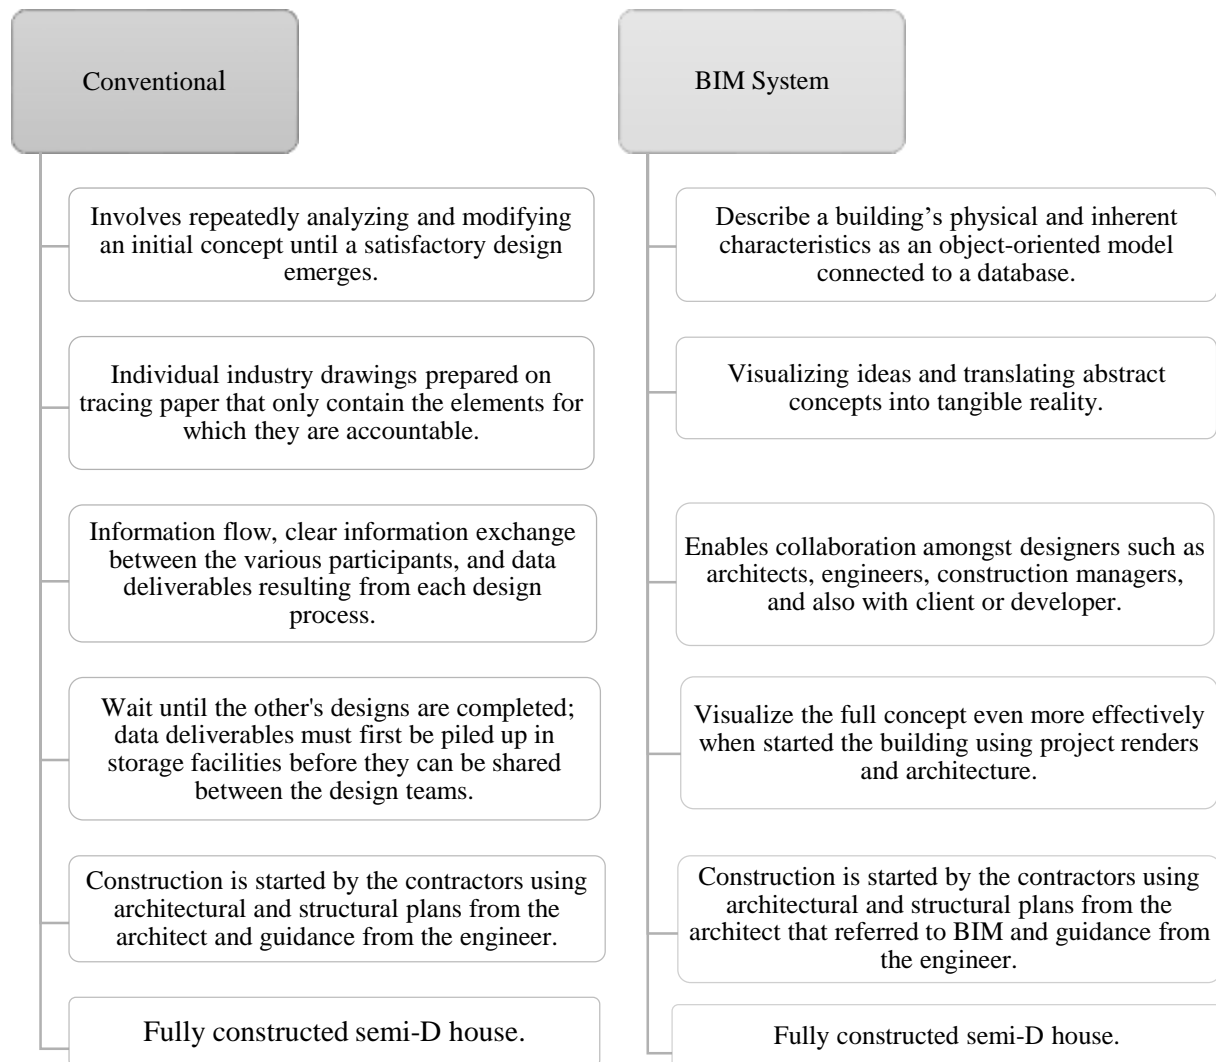 Conventional
Involves repeatedly analyzing and modifying
an initial concept until a satisfactory design
emerges.
Individual industry drawings prepared on
tracing paper that only contain the elements for
which they are accountable.
Information flow, clear information exchange
between the various participants, and data
deliverables resulting from each design
process.
Wait until the other's designs are completed;
data deliverables must first be piled up in
storage facilities before they can be shared
between the design teams.
Construction is started by the contractors using
architectural and structural plans from the
architect and guidance from the engineer.
Fully constructed semi-D house.
BIM System
Describe a building’s physical and inherent
characteristics as an object-oriented model
connected to a database.
Visualizing ideas and translating abstract
concepts into tangible reality.
Enables collaboration amongst designers such as
architects, engineers, construction managers,
and also with client or developer.
Visualize the full concept even more effectively
when started the building using project renders
and architecture.
Construction is started by the contractors using
architectural and structural plans from the
architect that referred to BIM and guidance from
the engineer.
Fully constructed semi-D house.